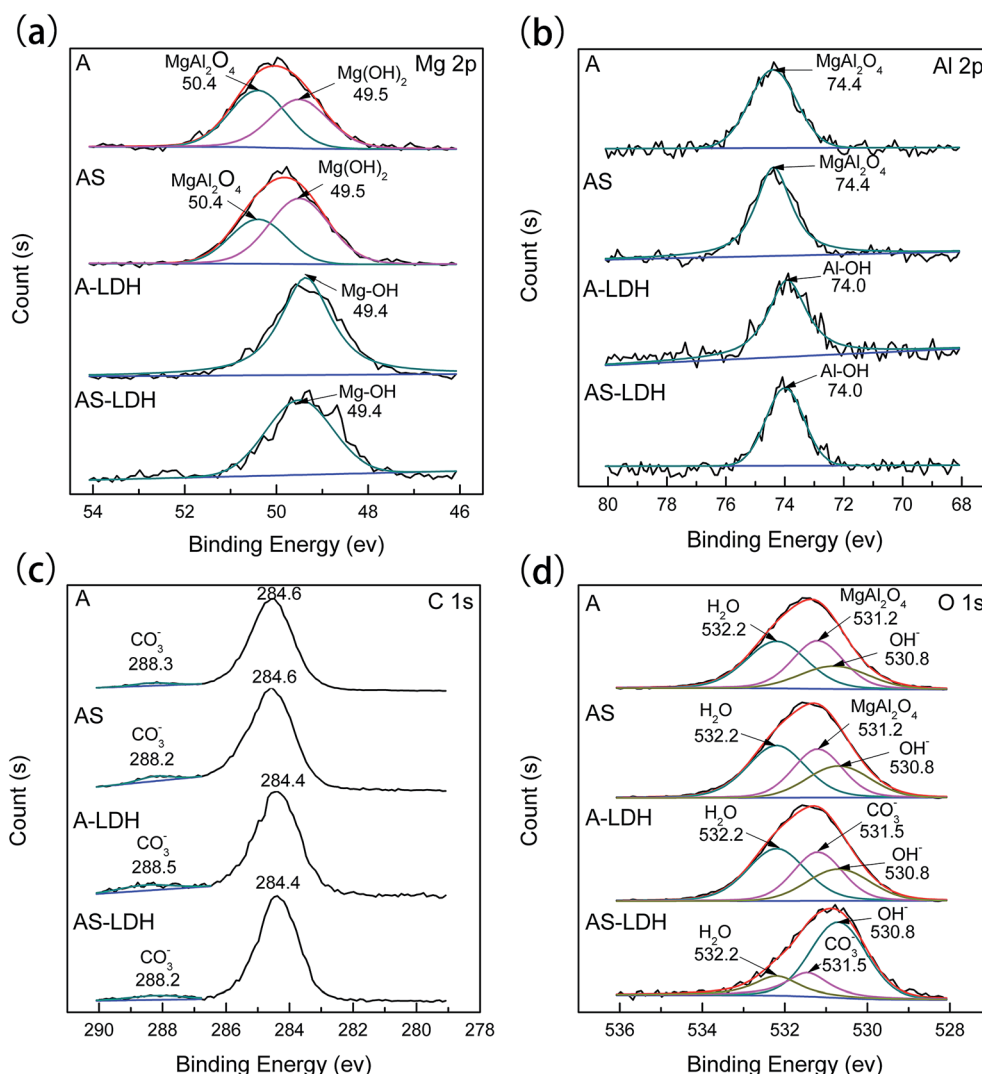 (a)
A
Mg 2p
MgAl₂O₄
50.4
Mg(OH)₂
49.5
AS
MgAl₂O₄
50.4
Mg(OH)₂
49.5
A-LDH
Mg-OH
49.4
AS-LDH
Mg-OH
49.4
Count (s)
54 52 50 48 46
Binding Energy (ev)
(b)
A
Al 2p
MgAl₂O₄
74.4
AS
MgAl₂O₄
74.4
A-LDH
Al-OH
74.0
AS-LDH
Al-OH
74.0
Count (s)
80 78 76 74 72 70 68
Binding Energy (ev)
(c)
A
C 1s
284.6
CO₃⁻
288.3
AS
284.6
CO₃⁻
288.2
A-LDH
284.4
CO₃⁻
288.5
AS-LDH
284.4
CO₃⁻
288.2
Count (s)
290 288 286 284 282 280 278
Binding Energy (ev)
(d)
A
O 1s
H₂O
532.2
MgAl₂O₄
531.2
OH⁻
530.8
AS
H₂O
532.2
MgAl₂O₄
531.2
OH⁻
530.8
A-LDH
H₂O
532.2
CO₃⁻
531.5
OH⁻
530.8
AS-LDH
H₂O
532.2
CO₃⁻
531.5
OH⁻
530.8
Count (s)
536 534 532 530 528
Binding Energy (ev)